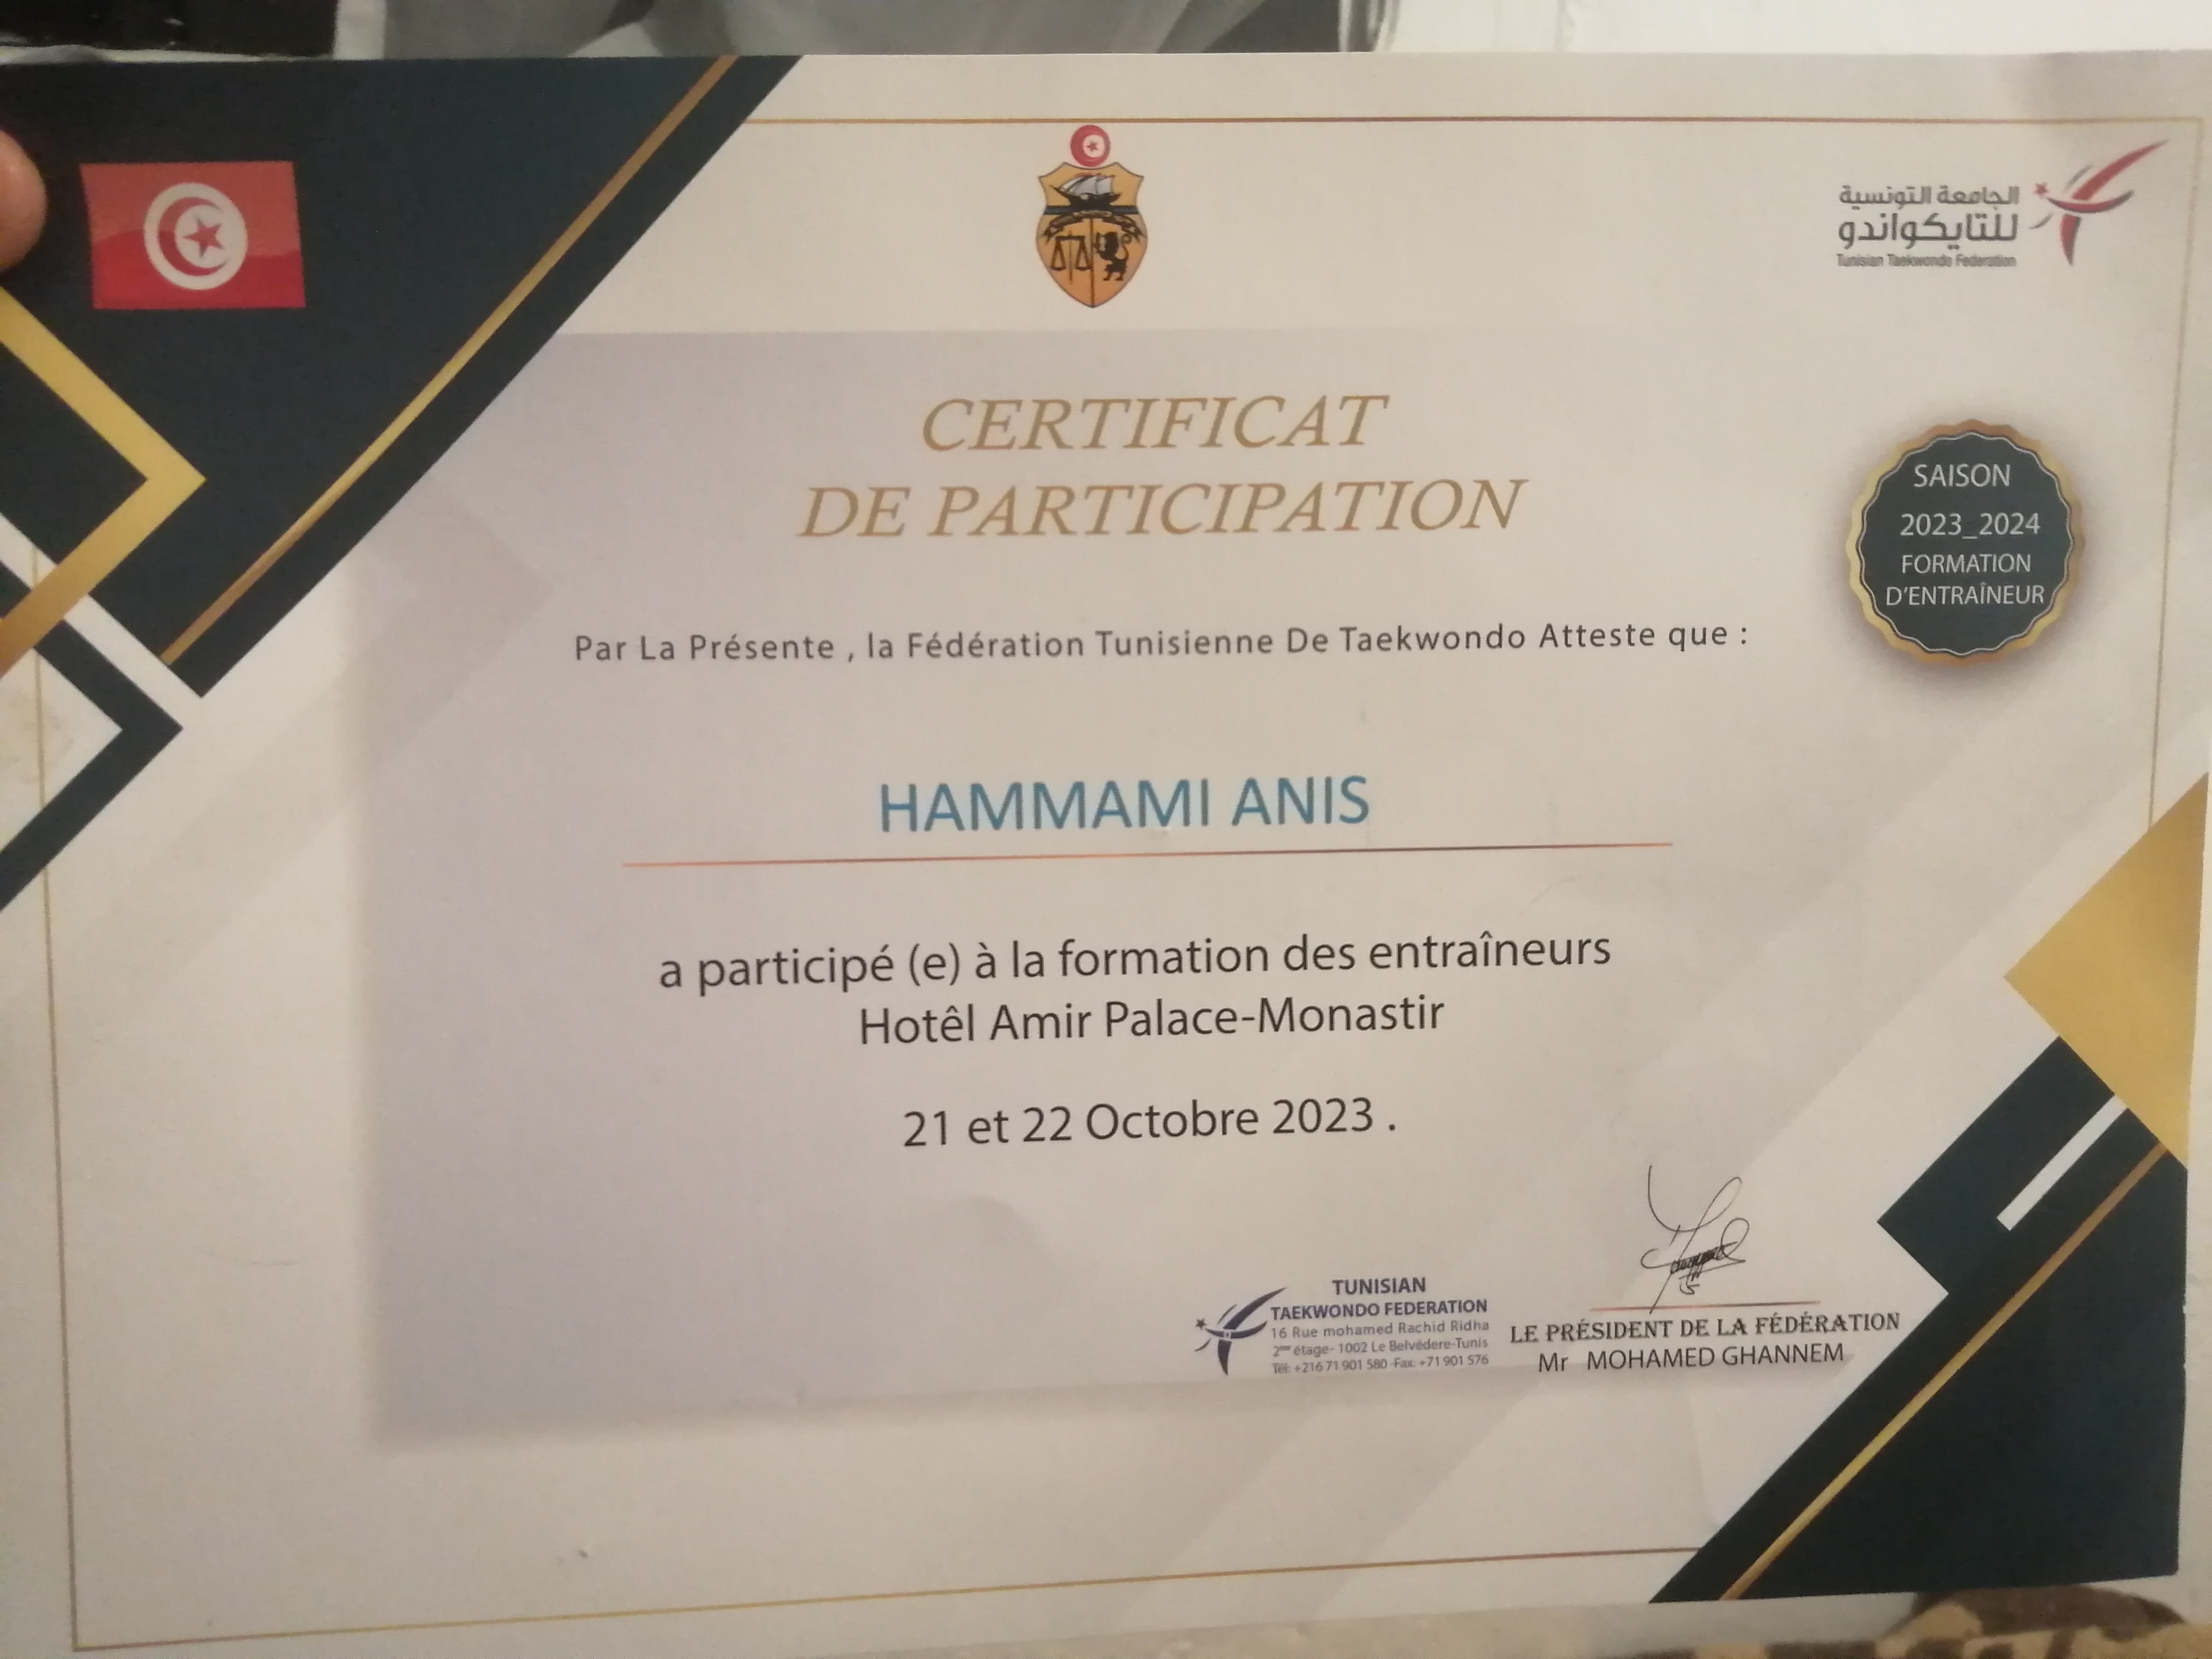 الجامعة التونسية
للتايكواندو
Tunisian Taekwondo Federation
CERTIFICAT
DE PARTICIPATION
SAISON
2023_2024
FORMATION
D'ENTRAÎNEUR
Par La Présente , la Fédération Tunisienne De Taekwondo Atteste que :
HAMMAMI ANIS
a participé (e) à la formation des entraîneurs
Hotêl Amir Palace-Monastir
21 et 22 Octobre 2023 .
TUNISIAN
TAEKWONDO FEDERATION
16 Rue mohamed Rachid Ridha
2ème étage- 1002 Le Belvédere-Tunis
Tél: +216 71 901 580 -Fax: +71 901 576
LE PRÉSIDENT DE LA FÉDÉRATION
Mr MOHAMED GHANNEM